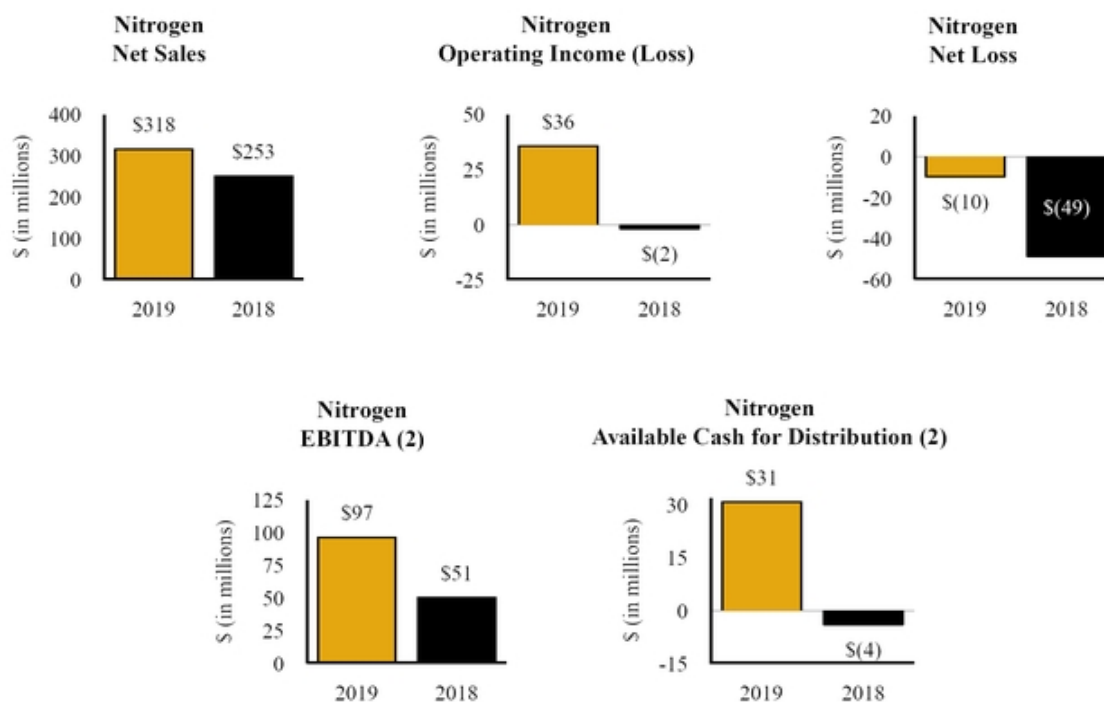 Nitrogen
Net Sales
$ (in millions)
400
300
200
100
0
$318
$253
2019
2018
Nitrogen
Operating Income (Loss)
$ (in millions)
50
25
0
-25
$36
$(2)
2019
2018
Nitrogen
Net Loss
$ (in millions)
20
0
-20
-40
-60
$(10)
$(49)
2019
2018
Nitrogen
EBITDA (2)
$ (in millions)
125
100
75
50
25
0
$97
$51
2019
2018
Nitrogen
Available Cash for Distribution (2)
$ (in millions)
30
15
0
-15
$31
$(4)
2019
2018